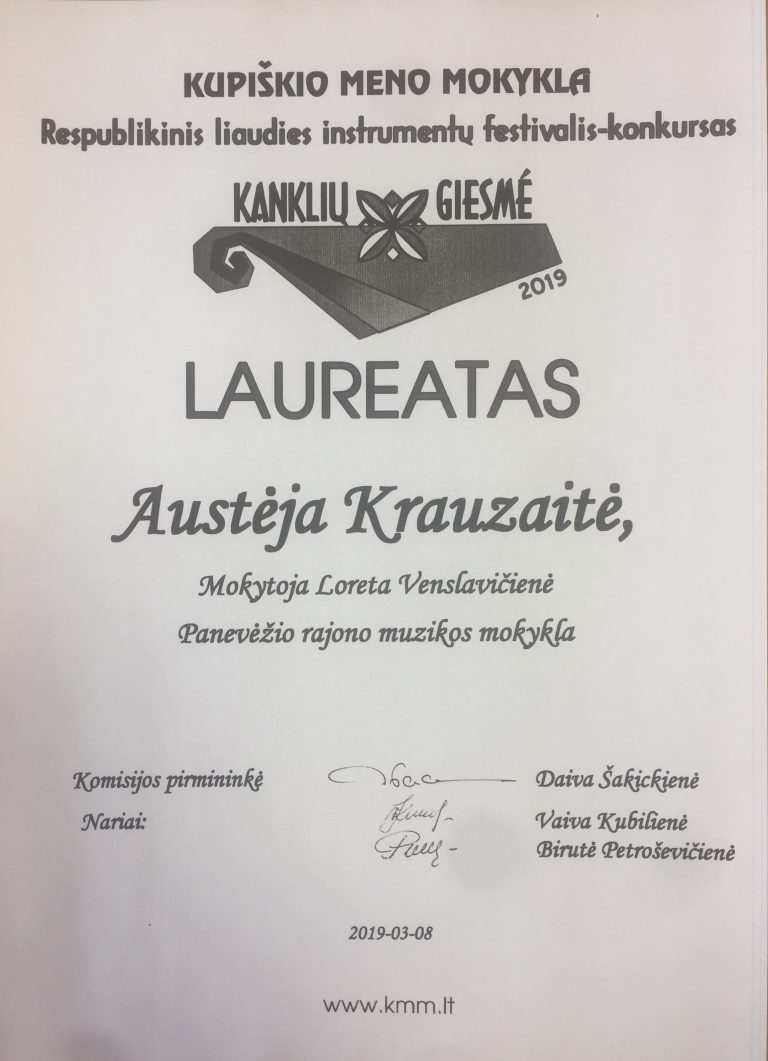 KUPIŠKIO MENO MOKYKLA
Respublikinis liaudies instrumentų festivalis-konkursas
KANKLIŲ GIESMĖ
2019
LAUREATAS
Austėja Krauzaitė,
Mokytoja Loreta Venslavičienė
Panevėžio rajono muzikos mokykla
Komisijos pirmininkė Daiva Šakickienė
Nariai: Vaiva Kubilienė
Birutė Petroševičienė
2019-03-08
www.kmm.lt